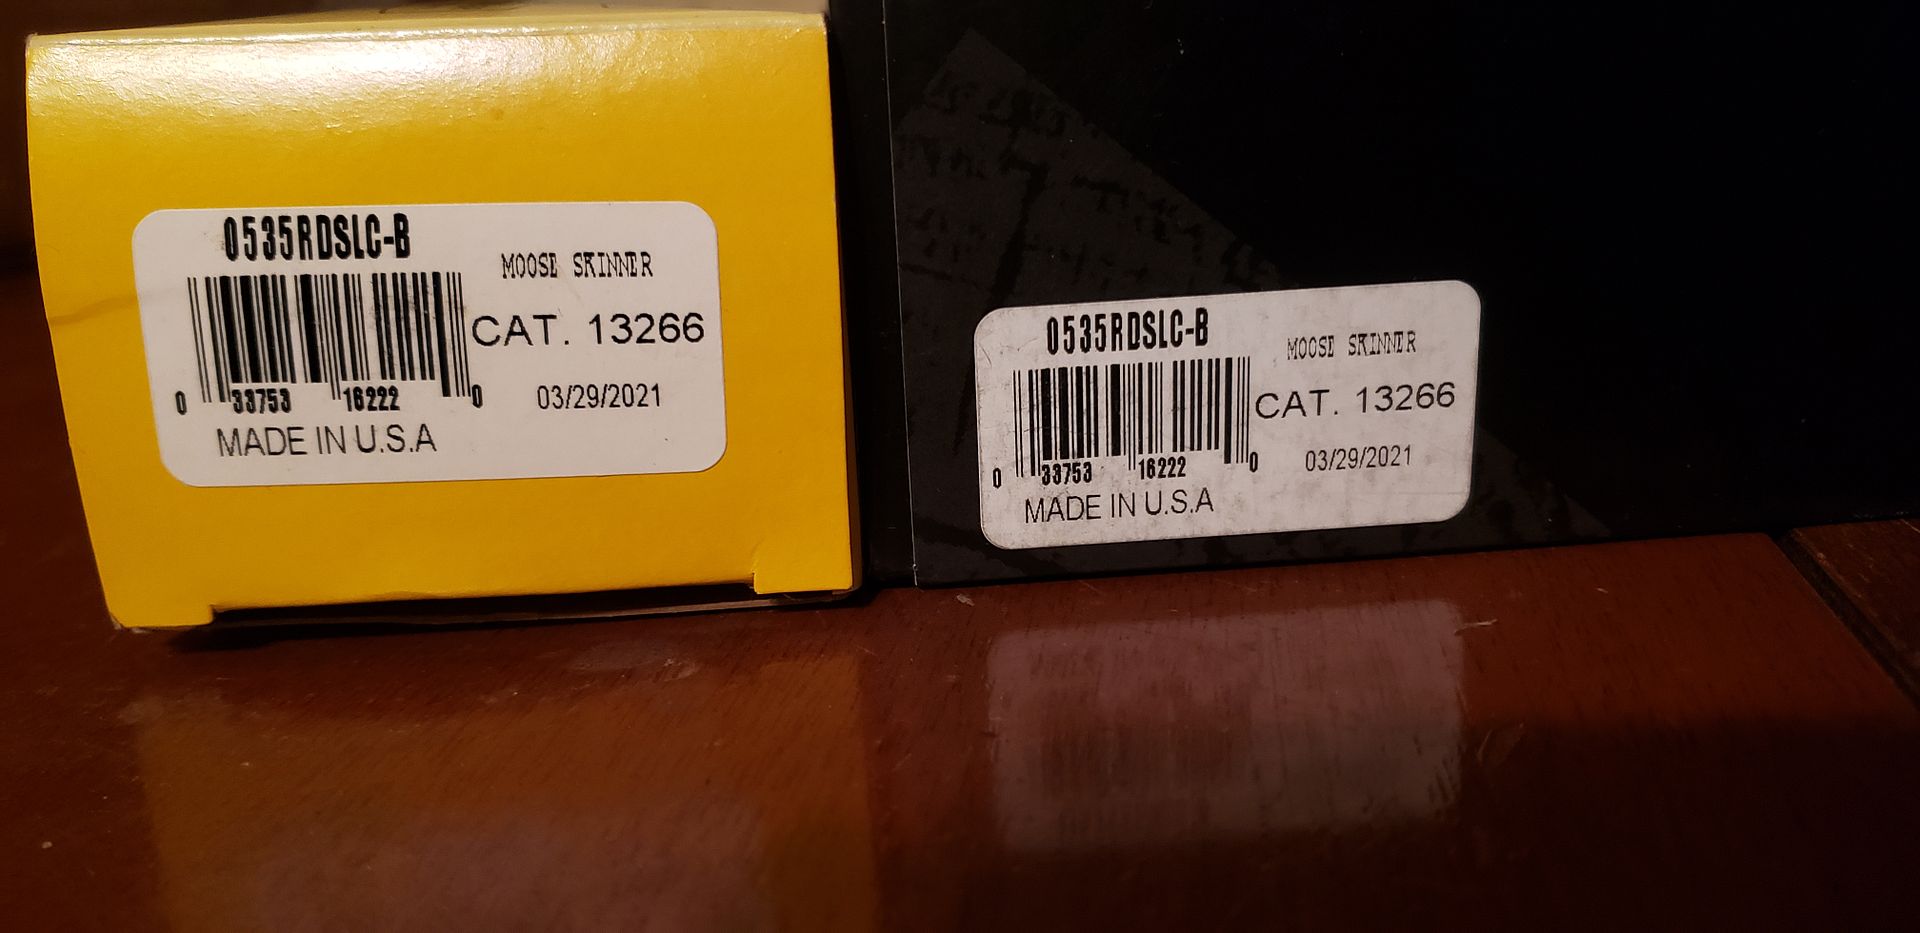 0535RDSLC-B
MOOSE SKINNER
CAT. 13266
0 33753 16222 0
03/29/2021
MADE IN U.S.A
0535RDSLC-B
MOOSE SKINNER
CAT. 13266
0 33753 16222 0
03/29/2021
MADE IN U.S.A